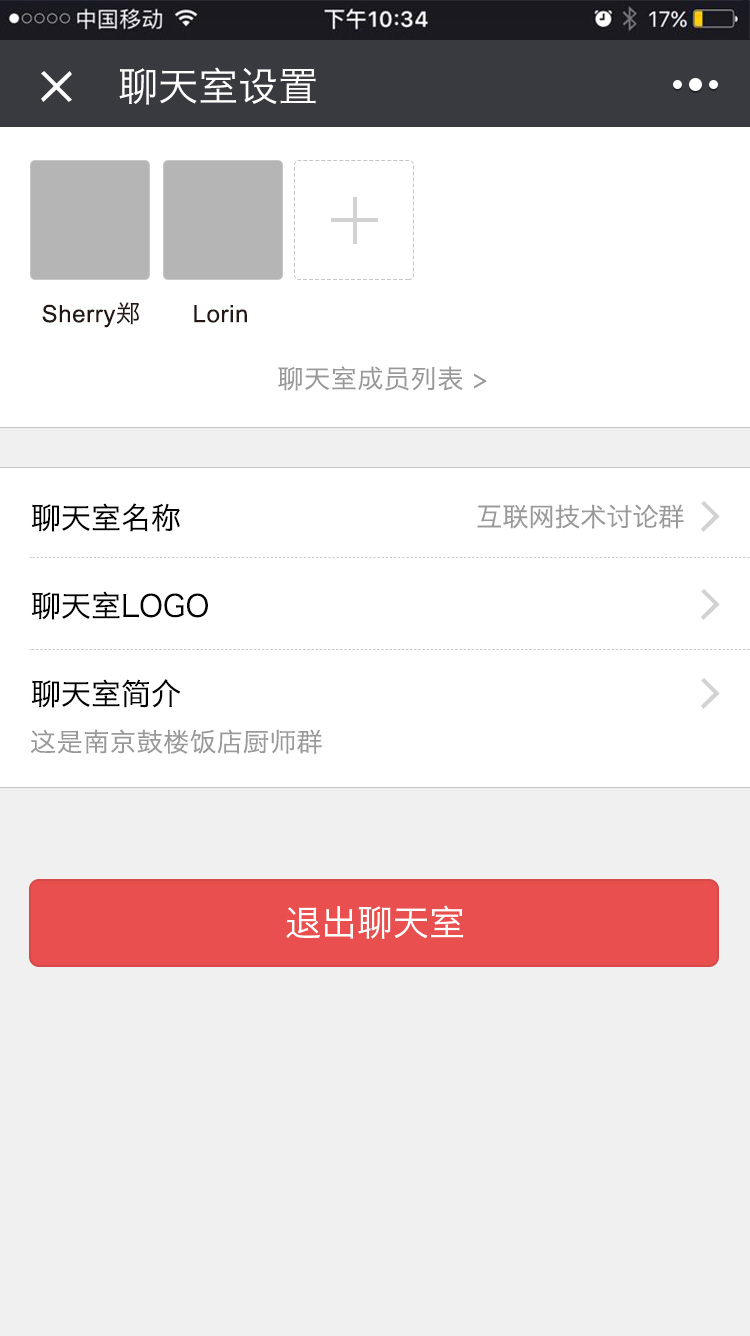 中国移动 下午10:34 17%
聊天室设置
Sherry郑 Lorin
聊天室成员列表 >
聊天室名称 互联网技术讨论群
聊天室LOGO
聊天室简介
这是南京鼓楼饭店厨师群
退出聊天室